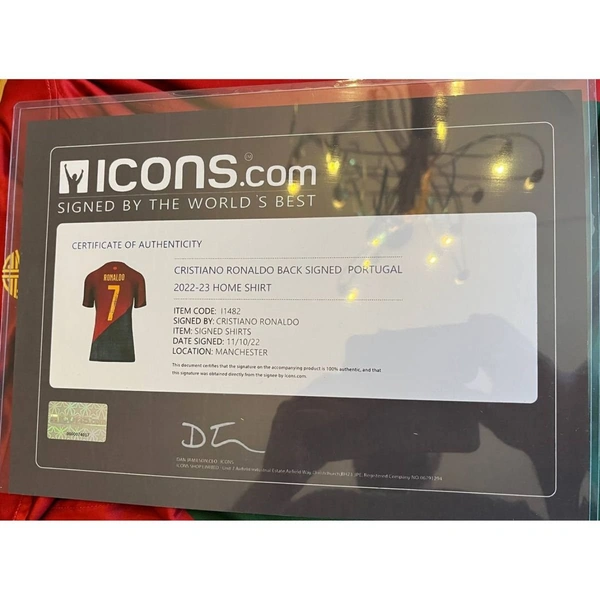 ICONS.com
SIGNED BY THE WORLD'S BEST
CERTIFICATE OF AUTHENTICITY
CRISTIANO RONALDO BACK SIGNED PORTUGAL
2022-23 HOME SHIRT
RONALDO
7
ITEM CODE: I1482
SIGNED BY: CRISTIANO RONALDO
ITEM: SIGNED SHIRTS
DATE SIGNED: 11/10/22
LOCATION: MANCHESTER
This document certifies that the signature on the accompanying product is 100% authentic, and that
this signature was obtained directly from the signee by Icons.com